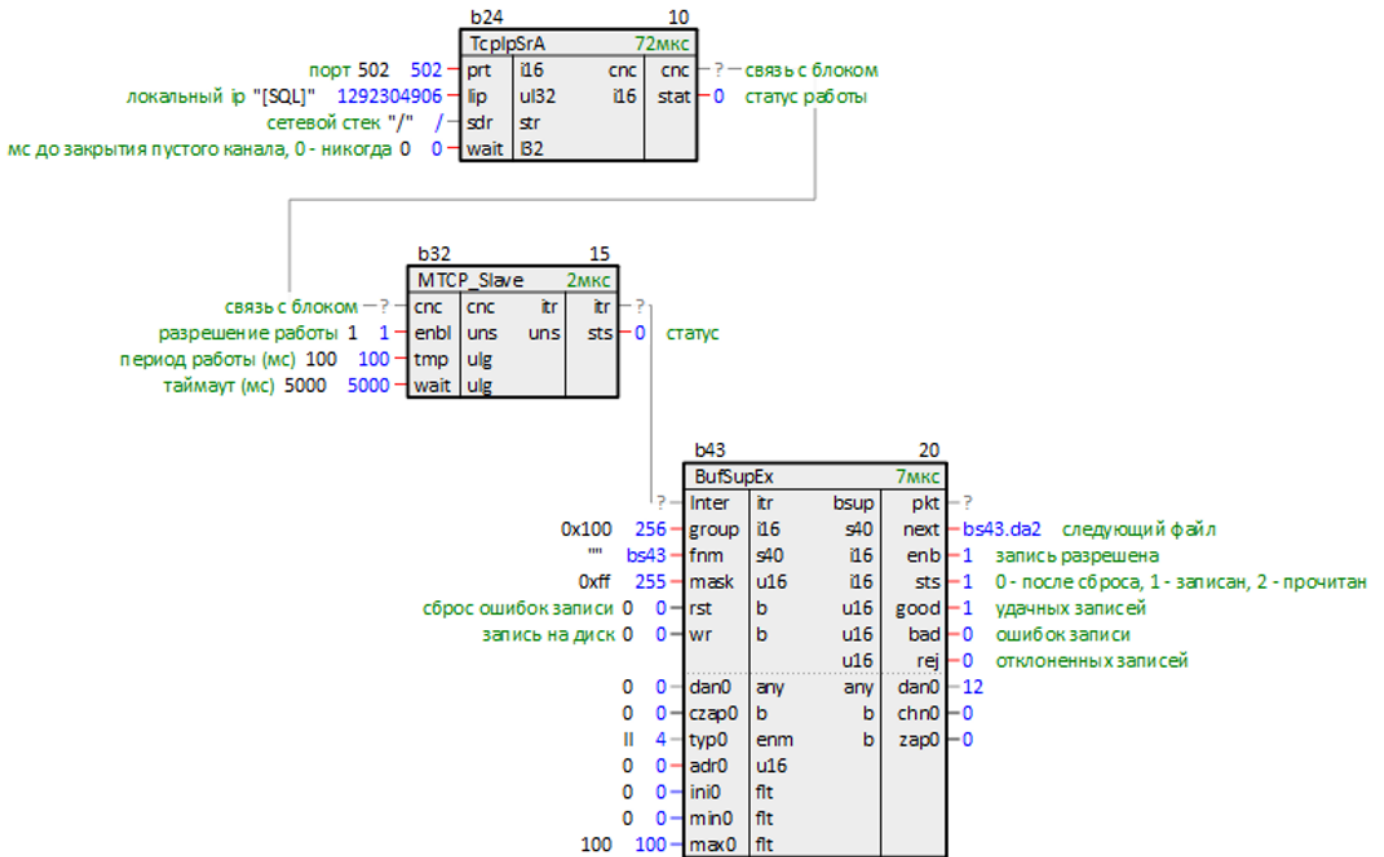 b24 10
TcpIpSrA 72мкс
порт 502 502 prt i16 cnc cnc ? связь с блоком
локальный ip "[SQL]" 1292304906 lip ul32 i16 stat 0 статус работы
сетевой стек "/" / sdr str
мс до закрытия пустого канала, 0 - никогда 0 0 wait l32
b32 15
MTCP_Slave 2мкс
связь с блоком ? cnc cnc itr itr ?
разрешение работы 1 1 enbl uns uns sts 0 статус
период работы (мс) 100 100 tmp ulg
таймаут (мс) 5000 5000 wait ulg
b43 20
BufSupEx 7мкс
? Inter itr bsup pkt ?
0x100 256 group i16 s40 next bs43.da2 следующий файл
"" bs43 fnm s40 i16 enb 1 запись разрешена
0xff 255 mask u16 i16 sts 1 0 - после сброса, 1 - записан, 2 - прочитан
сброс ошибок записи 0 0 rst b u16 good 1 удачных записей
запись на диск 0 0 wr b u16 bad 0 ошибок записи
u16 rej 0 отклоненных записей
0 0 dan0 any any dan0 12
0 0 czap0 b b chn0 0
II 4 typ0 enm b zap0 0
0 0 adr0 u16
0 0 ini0 flt
0 0 min0 flt
100 100 max0 flt